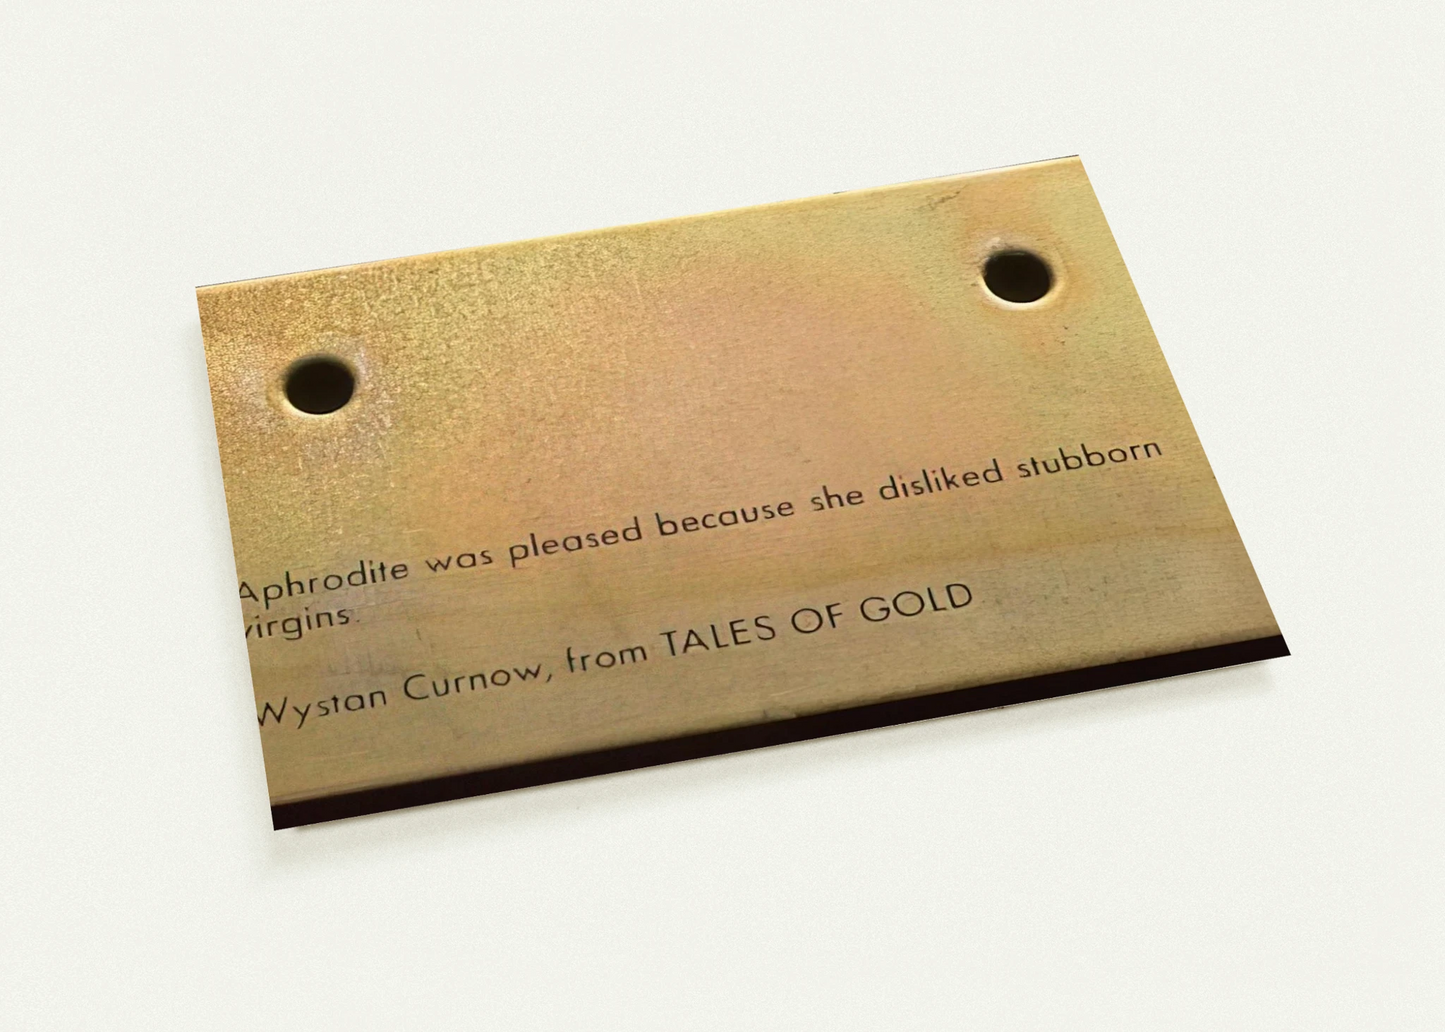 Aphrodite was pleased because she disliked stubborn
virgins.
Wystan Curnow, from TALES OF GOLD